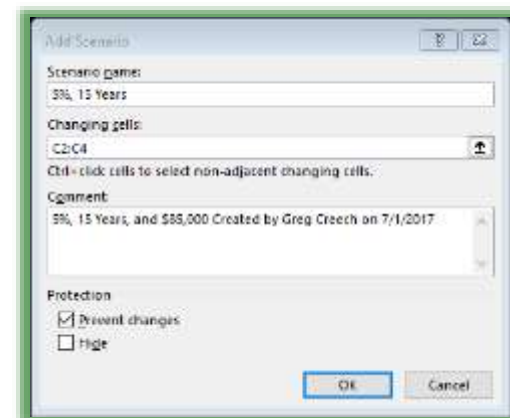 Add Scenario
Scenario name:
5%, 15 Years
Changing cells:
C2:C4
Ctrl+click cells to select non-adjacent changing cells.
Comment
5%, 15 Years, and $85,000 Created by Greg Creech on 7/1/2017
Protection
Prevent changes
Hide
OK Cancel